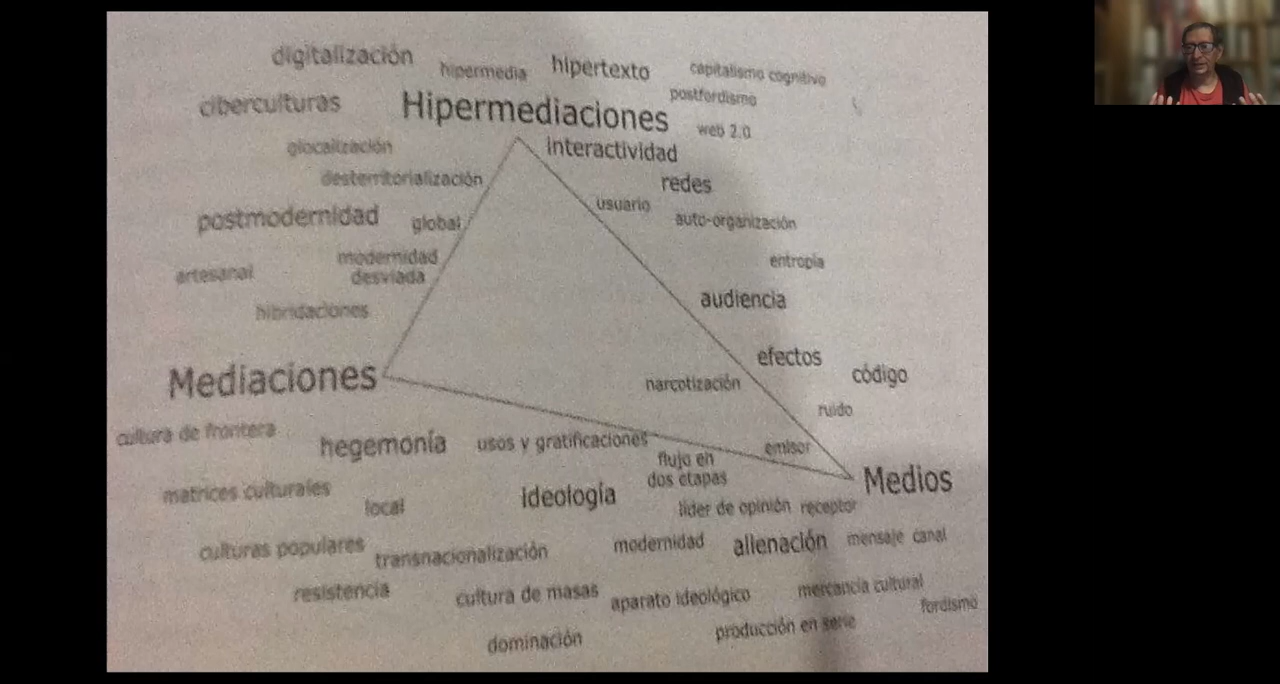 digitalización
hipermedia
hipertexto
capitalismo cognitivo
postfordismo
ciberculturas
Hipermediaciones
web 2.0
glocalización
interactividad
desterritorialización
redes
usuario
postmodernidad
global
auto-organización
modernidad
desviada
entropía
artesanal
audiencia
hibridaciones
efectos
código
Mediaciones
narcotización
ruido
cultura de frontera
hegemonía
usos y gratificaciones
emisor
flujo en
dos etapas
Medios
matrices culturales
local
ideología
líder de opinión
receptor
culturas populares
transnacionalización
modernidad
alienación
mensaje
canal
resistencia
cultura de masas
aparato ideológico
mercancía cultural
fordismo
dominación
producción en serie